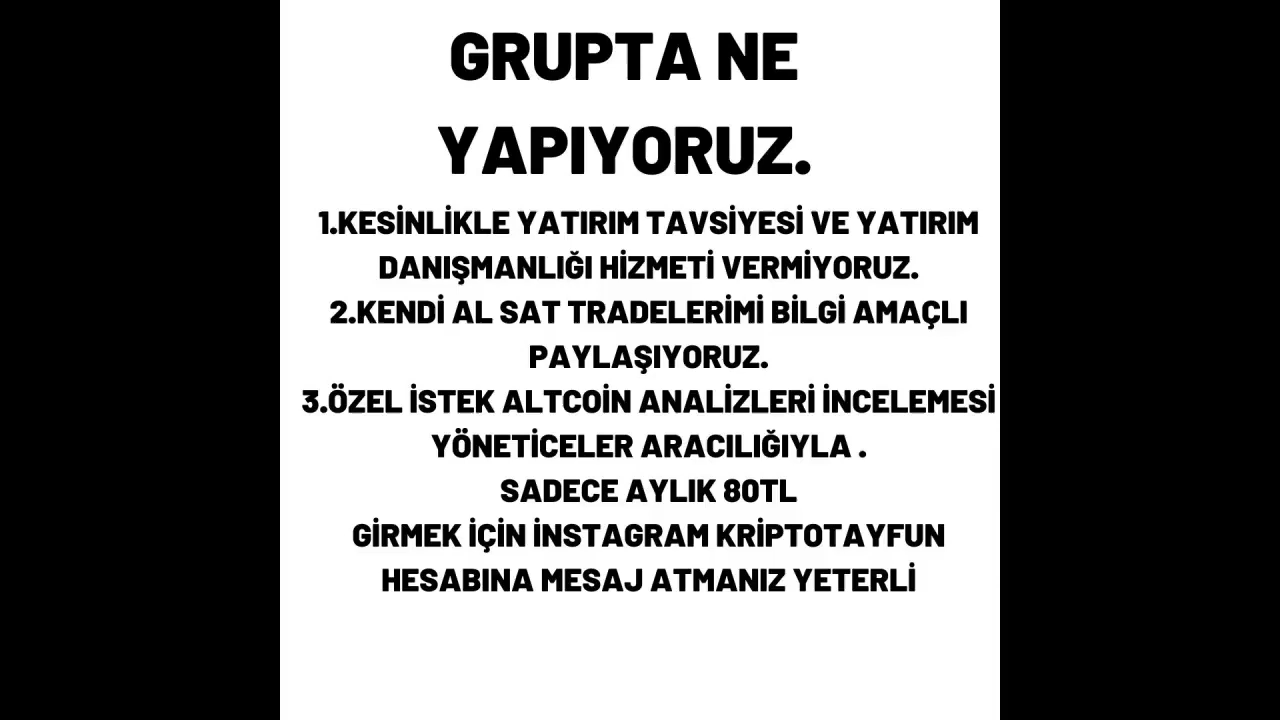 GRUPTA NE
YAPIYORUZ.
1.KESİNLİKLE YATIRIM TAVSİYESİ VE YATIRIM
DANIŞMANLIĞI HİZMETİ VERMİYORUZ.
2.KENDİ AL SAT TRADELERİMİ BİLGİ AMAÇLI
PAYLAŞIYORUZ.
3.ÖZEL İSTEK ALTCOİN ANALİZLERİ İNCELEMESİ
YÖNETİCELER ARACILIĞIYLA .
SADECE AYLIK 80TL
GİRMEK İÇİN İNSTAGRAM KRİPTOTAYFUN
HESABINA MESAJ ATMANIZ YETERLİ